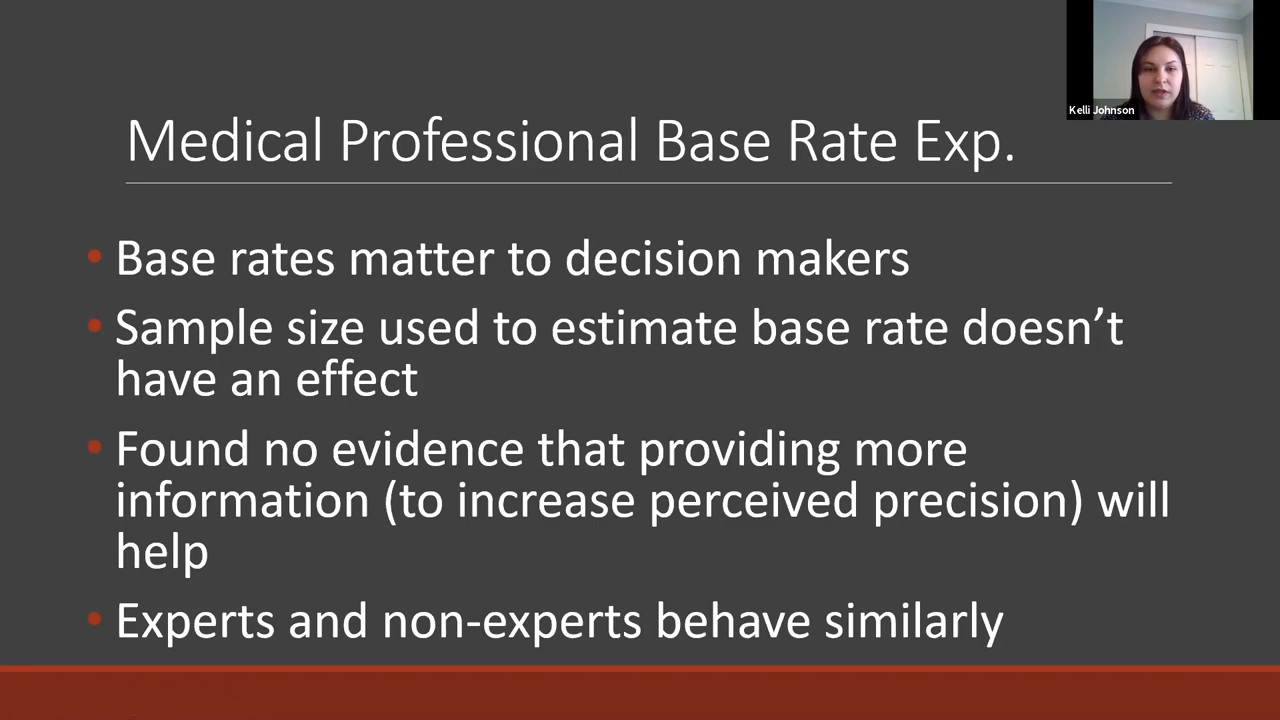 Kelli Johnson
Medical Professional Base Rate Exp.
• Base rates matter to decision makers
• Sample size used to estimate base rate doesn’t
have an effect
• Found no evidence that providing more
information (to increase perceived precision) will
help
• Experts and non-experts behave similarly